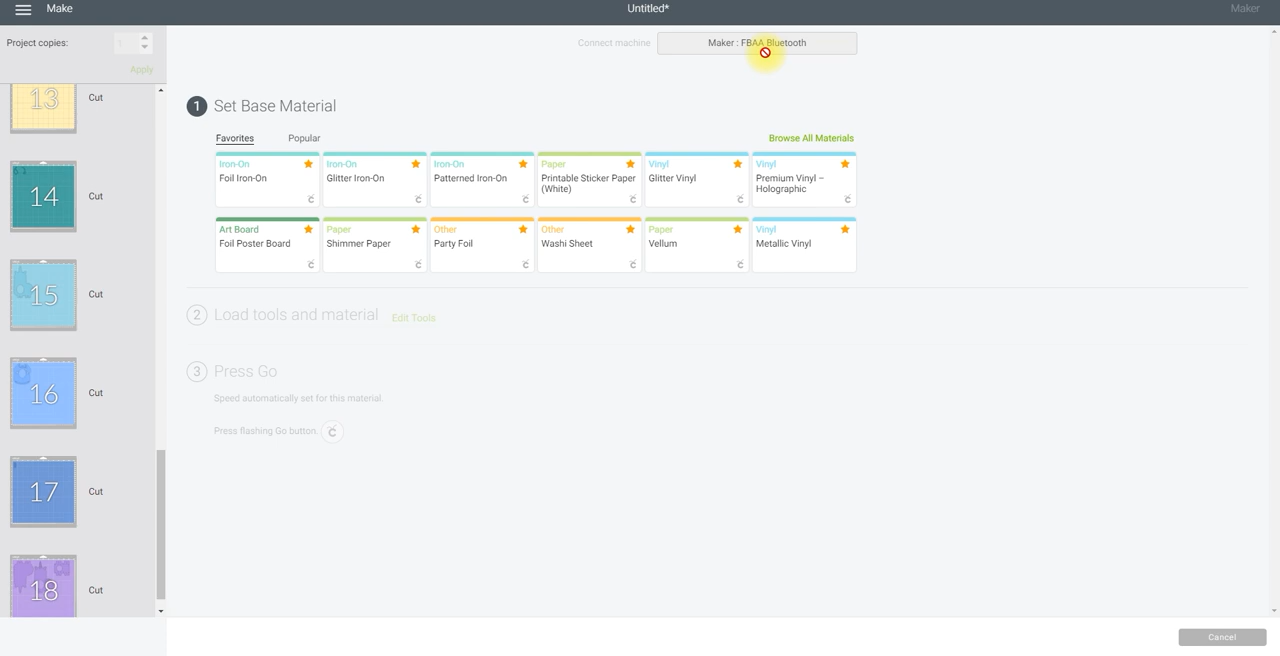 Make
Untitled*
Maker
Project copies:
1
Apply
13
Cut
14
Cut
15
Cut
16
Cut
17
Cut
18
Cut
Connect machine
Maker : FBAA Bluetooth
1 Set Base Material
Favorites
Popular
Browse All Materials
Iron-On
Foil Iron-On
Iron-On
Glitter Iron-On
Iron-On
Patterned Iron-On
Paper
Printable Sticker Paper
(White)
Vinyl
Glitter Vinyl
Vinyl
Premium Vinyl –
Holographic
Art Board
Foil Poster Board
Paper
Shimmer Paper
Other
Party Foil
Other
Washi Sheet
Paper
Vellum
Vinyl
Metallic Vinyl
2 Load tools and material
Edit Tools
3 Press Go
Speed automatically set for this material.
Press flashing Go button.
Cancel